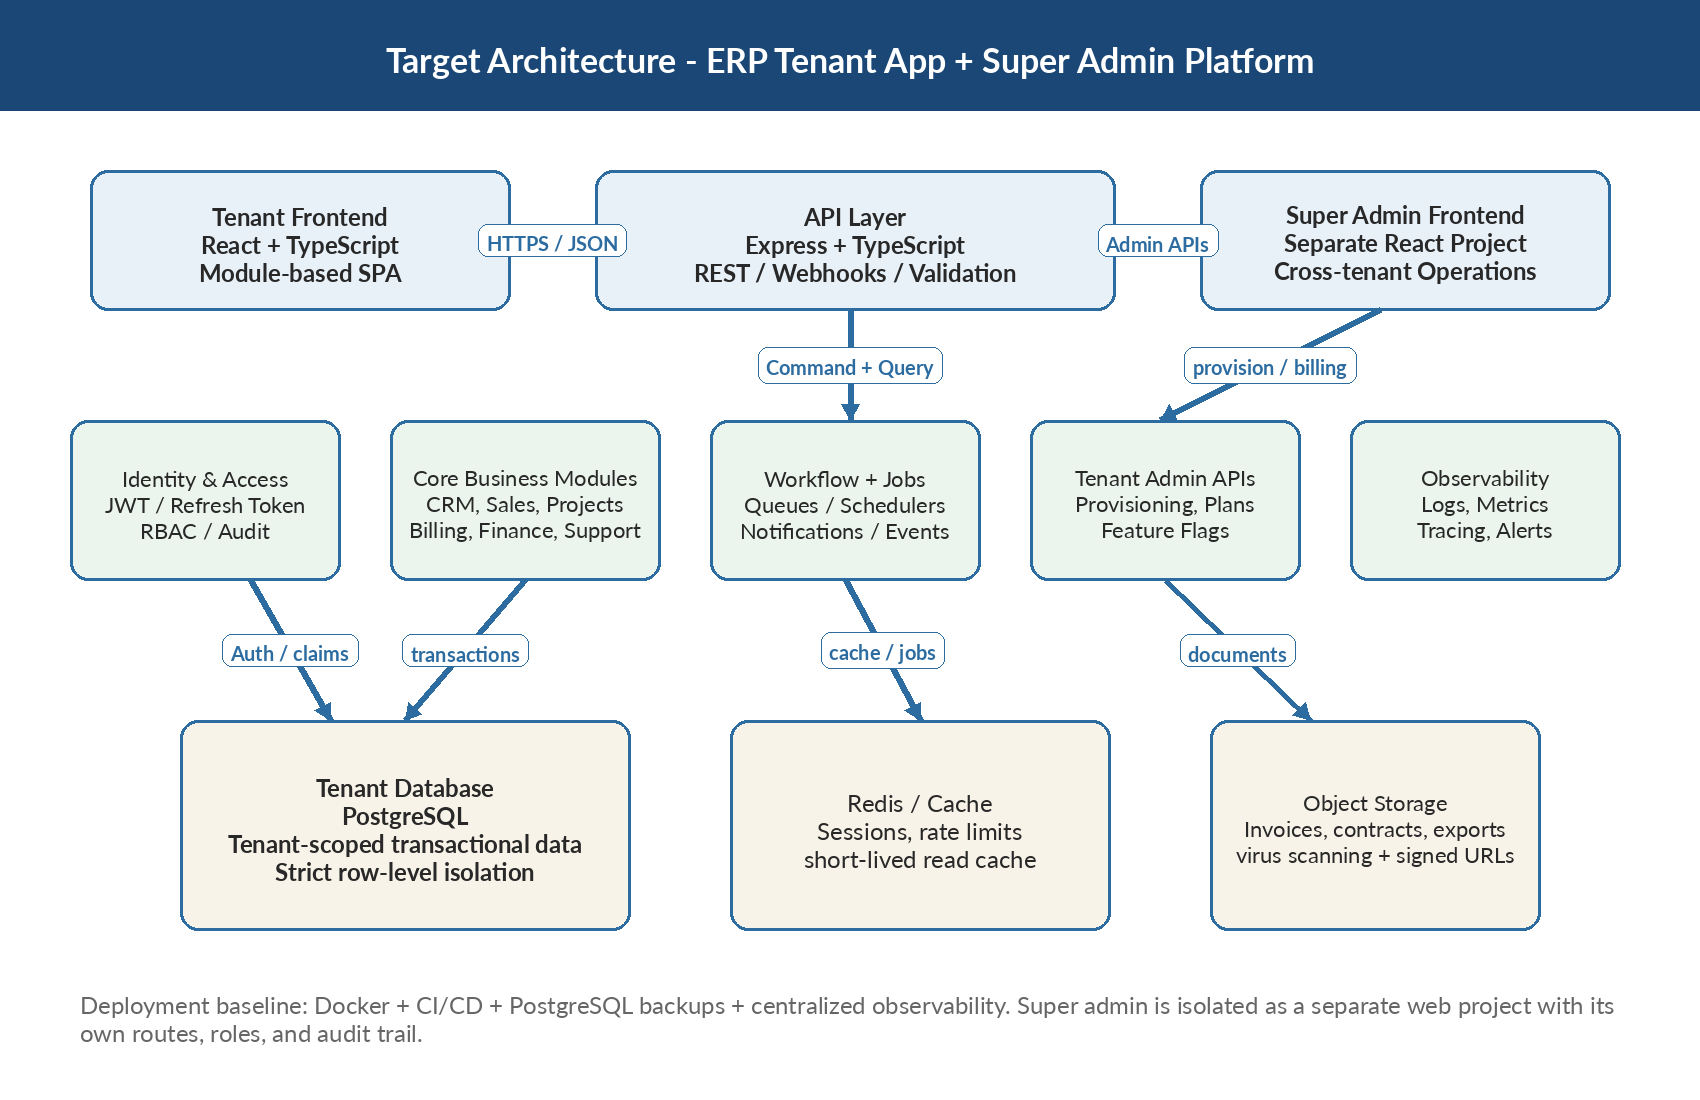 Target Architecture - ERP Tenant App + Super Admin Platform
Tenant Frontend
React + TypeScript
Module-based SPA
HTTPS / JSON
API Layer
Express + TypeScript
REST / Webhooks / Validation
Admin APIs
Super Admin Frontend
Separate React Project
Cross-tenant Operations
Command + Query
provision / billing
Identity & Access
JWT / Refresh Token
RBAC / Audit
Core Business Modules
CRM, Sales, Projects
Billing, Finance, Support
Workflow + Jobs
Queues / Schedulers
Notifications / Events
Tenant Admin APIs
Provisioning, Plans
Feature Flags
Observability
Logs, Metrics
Tracing, Alerts
Auth / claims
transactions
cache / jobs
documents
Tenant Database
PostgreSQL
Tenant-scoped transactional data
Strict row-level isolation
Redis / Cache
Sessions, rate limits
short-lived read cache
Object Storage
Invoices, contracts, exports
virus scanning + signed URLs
Deployment baseline: Docker + CI/CD + PostgreSQL backups + centralized observability. Super admin is isolated as a separate web project with its
own routes, roles, and audit trail.